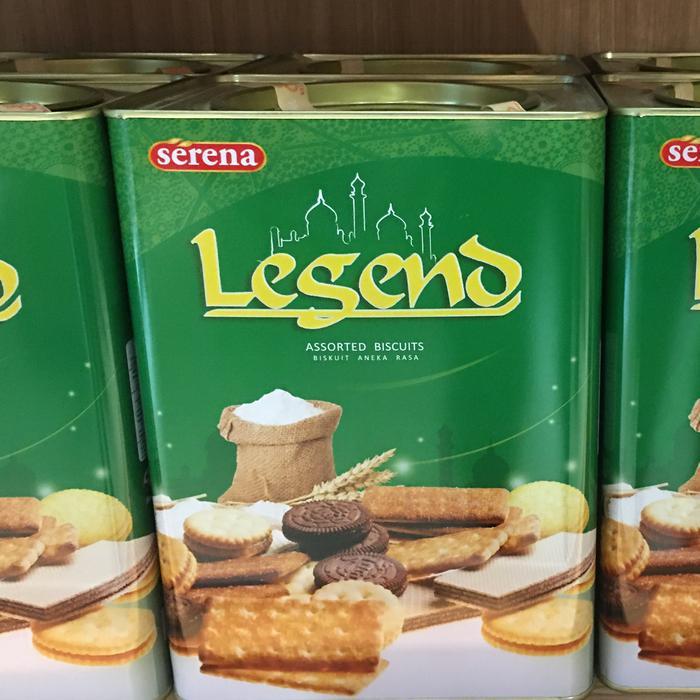 serena
Legend
ASSORTED BISCUITS
BISKUIT ANEKA RASA